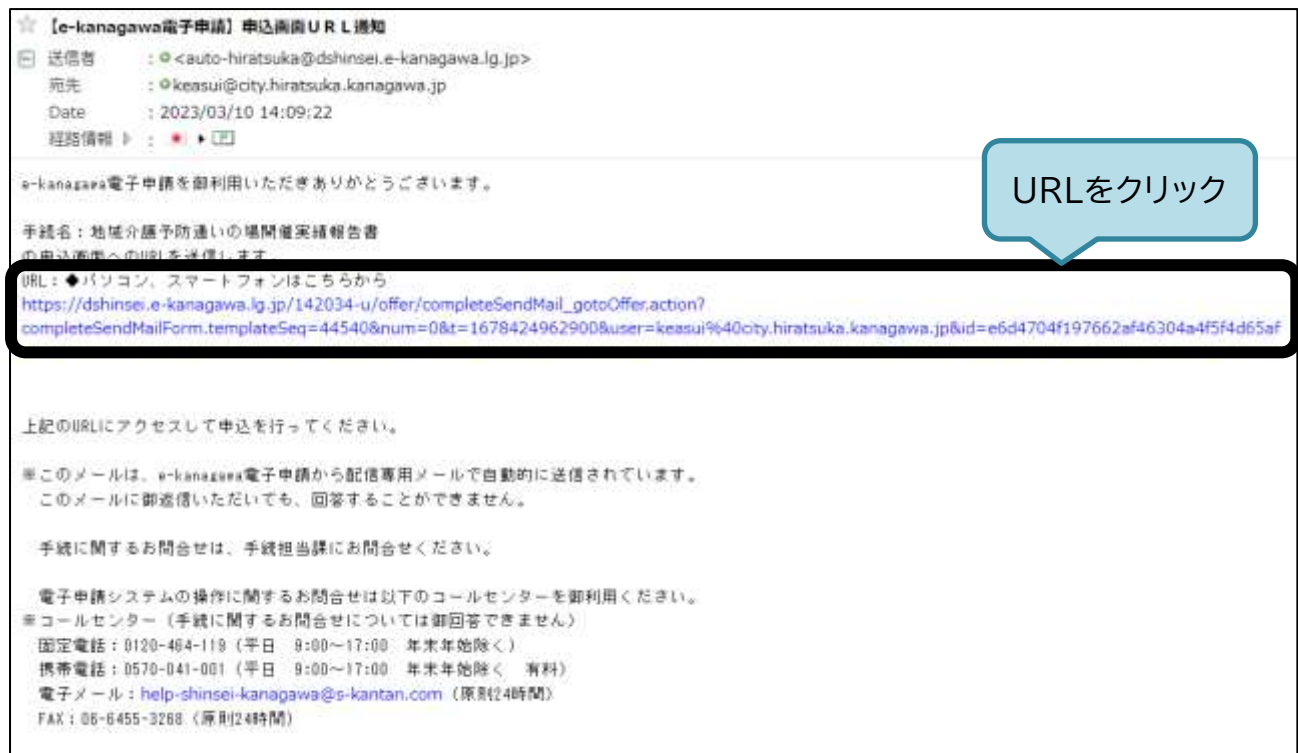 【e-kanagawa電子申請】申込画面ＵＲＬ通知
送信者 : <auto-hiratsuka@dshinsei.e-kanagawa.lg.jp>
宛先 : keasui@city.hiratsuka.kanagawa.jp
Date : 2023/03/10 14:09:22
経路情報 :
URLをクリック
e-kanagawa電子申請を御利用いただきありがとうございます。
手続名：地域介護予防通いの場開催実績報告書
の申込画面へのURLを送信します。
URL：◆パソコン、スマートフォンはこちらから
https://dshinsei.e-kanagawa.lg.jp/142034-u/offer/completeSendMail_gotoOffer.action?
completeSendMailForm.templateSeq=44540&num=0&t=1678424962900&user=keasui%40city.hiratsuka.kanagawa.jp&id=e6d4704f197662af46304a4f5f4d65af
上記のURLにアクセスして申込を行ってください。
※このメールは、e-kanagawa電子申請から配信専用メールで自動的に送信されています。
このメールに御返信いただいても、回答することができません。
手続に関するお問合せは、手続担当課にお問合せください。
電子申請システムの操作に関するお問合せは以下のコールセンターを御利用ください。
※コールセンター（手続に関するお問合せについては御回答できません）
固定電話：0120-464-119（平日　9:00～17:00　年末年始除く）
携帯電話：0570-041-001（平日　9:00～17:00　年末年始除く　有料）
電子メール：help-shinsei-kanagawa@s-kantan.com（原則24時間）
FAX：06-6455-3268（原則24時間）